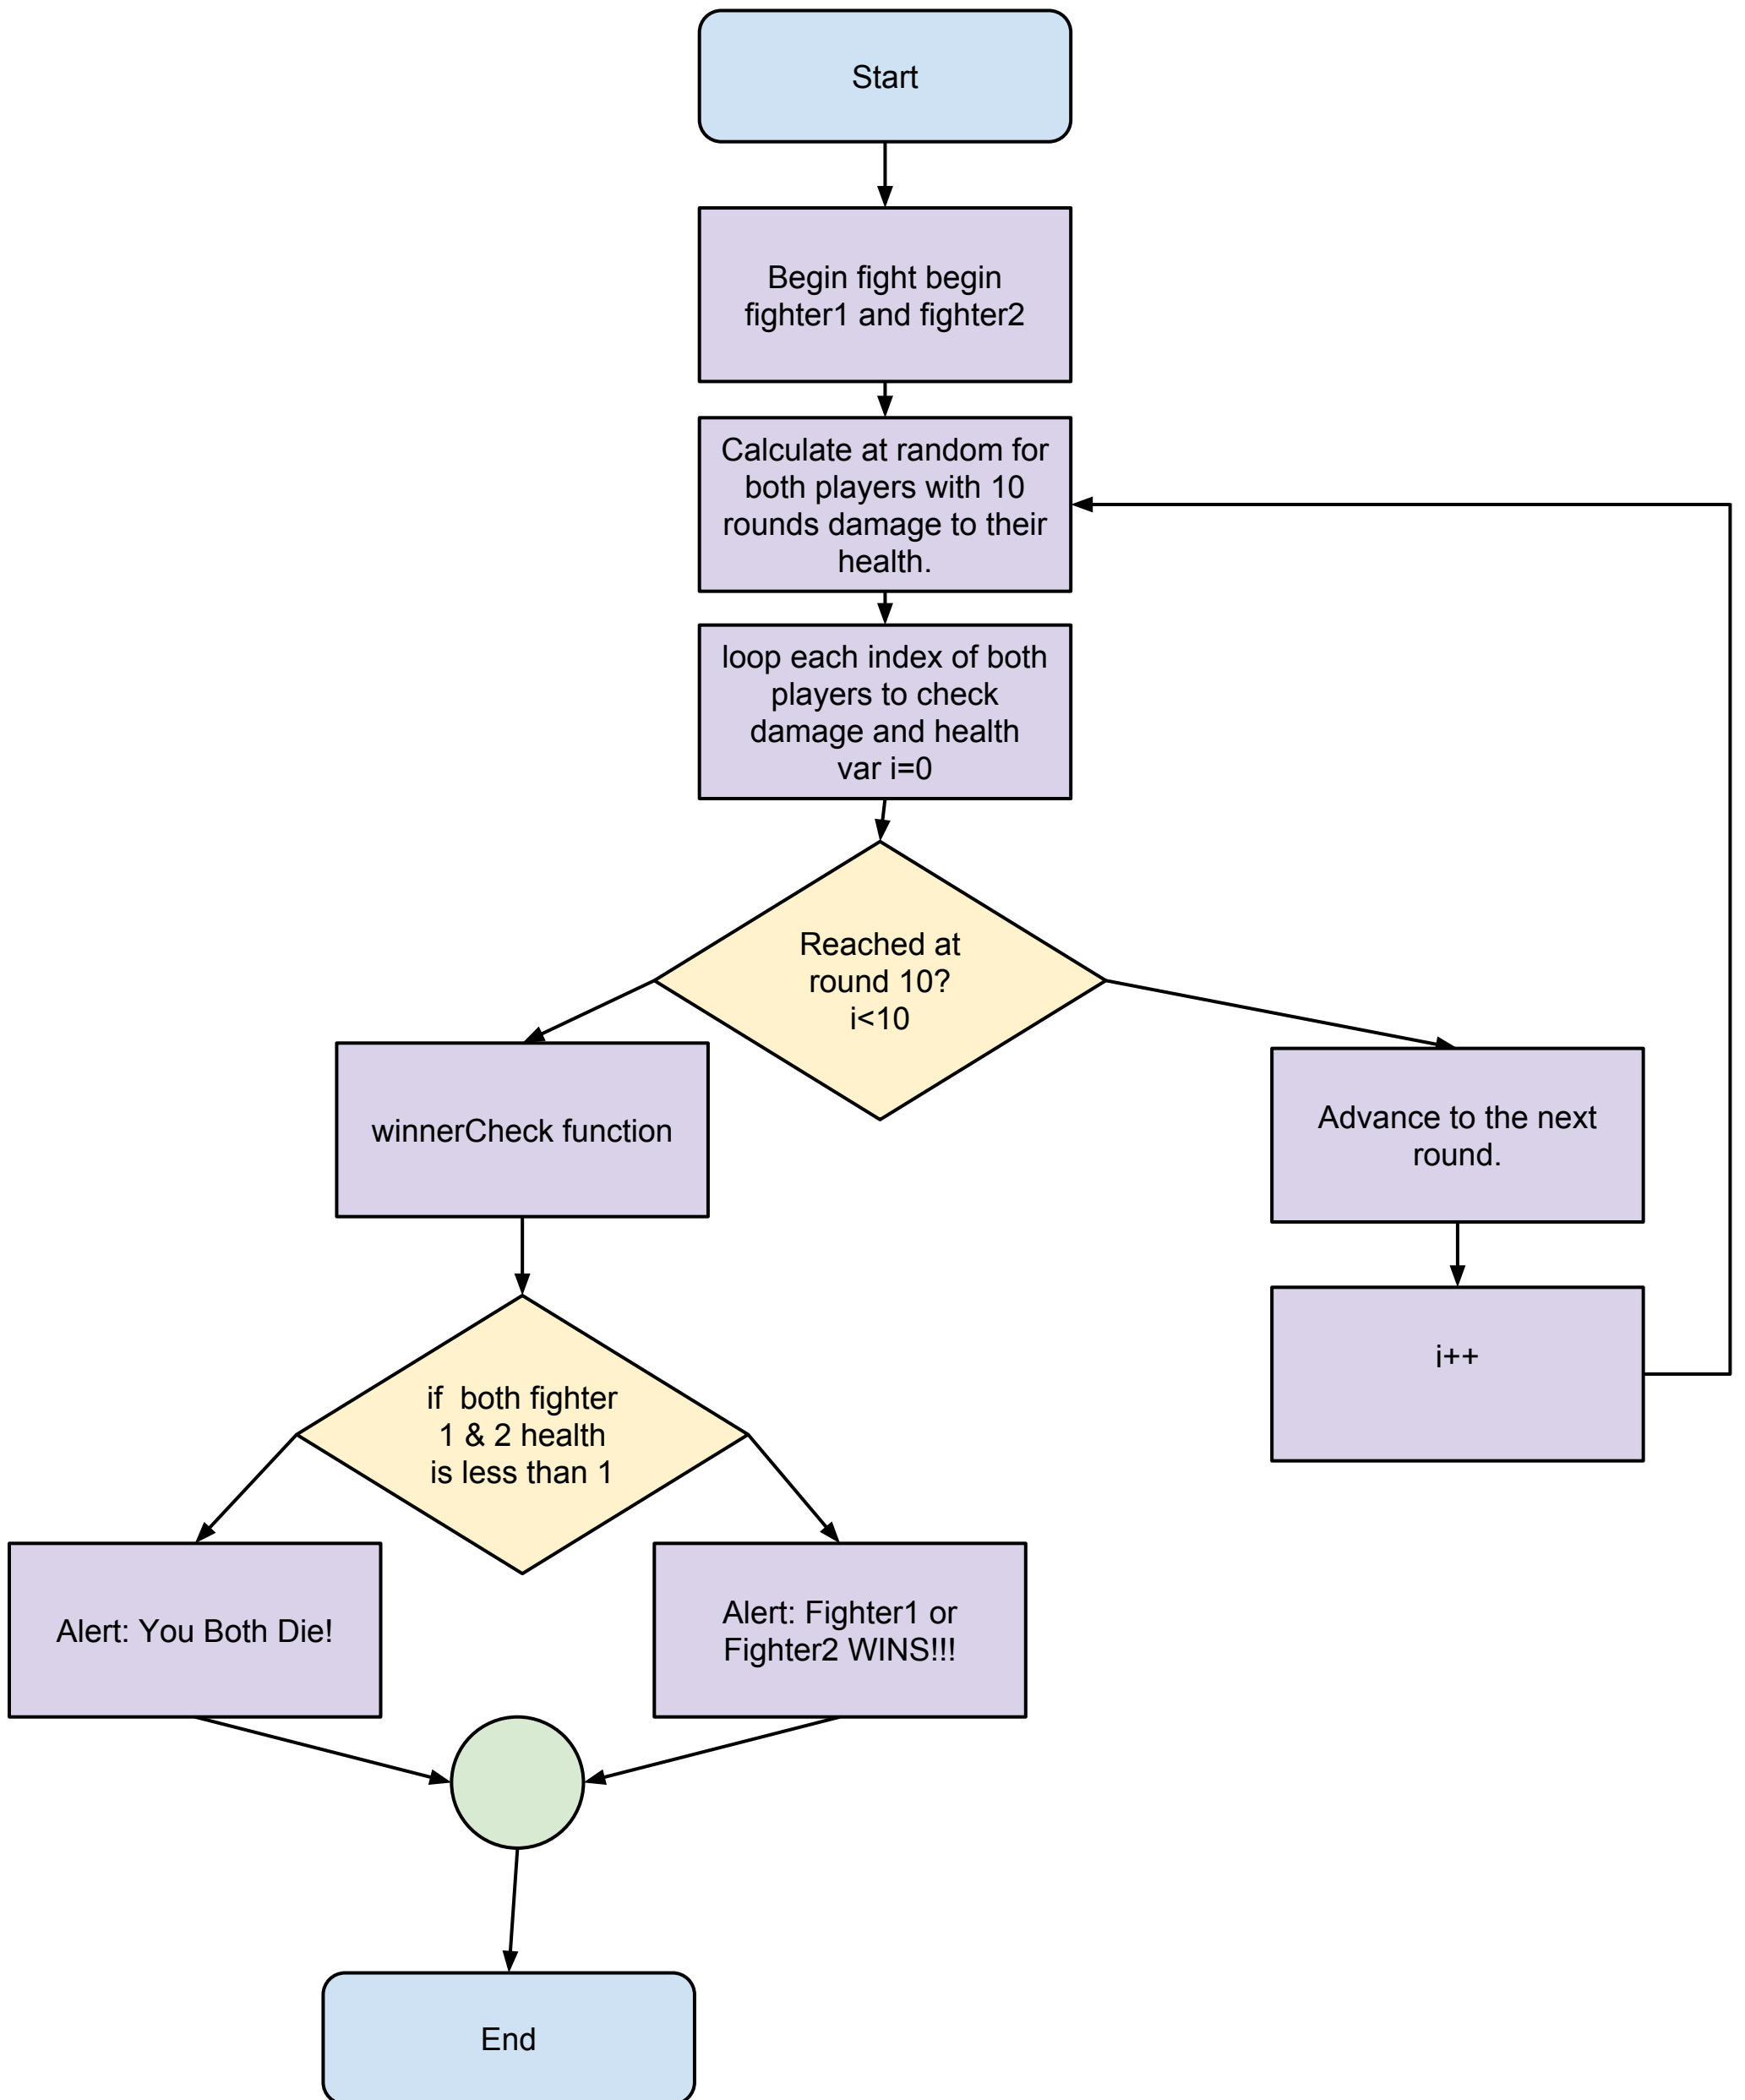 Start
Begin fight begin
fighter1 and fighter2
Calculate at random for
both players with 10
rounds damage to their
health.
loop each index of both
players to check
damage and health
var i=0
Reached at
round 10?
i<10
winnerCheck function
Advance to the next
round.
i++
if  both fighter
1 & 2 health
is less than 1
Alert: You Both Die!
Alert: Fighter1 or
Fighter2 WINS!!!
End